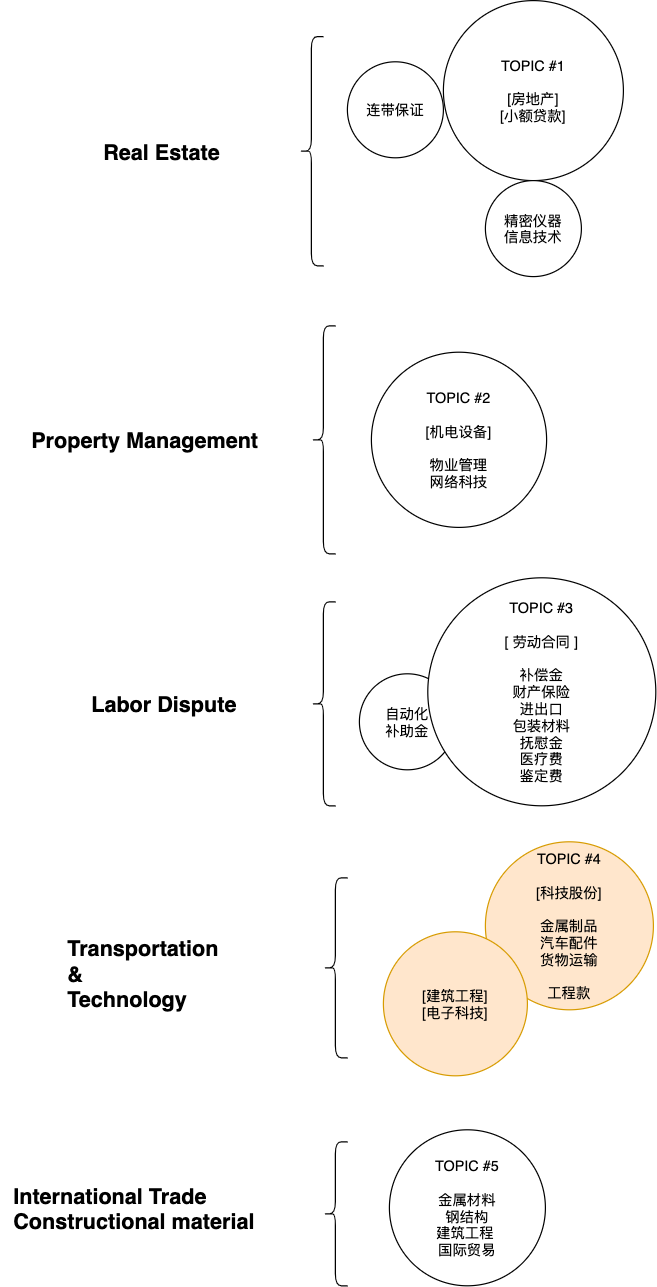 Real Estate
连带保证
TOPIC #1
[房地产]
[小额贷款]
精密仪器
信息技术
Property Management
TOPIC #2
[机电设备]
物业管理
网络科技
Labor Dispute
自动化
补助金
TOPIC #3
[ 劳动合同 ]
补偿金
财产保险
进出口
包装材料
抚慰金
医疗费
鉴定费
Transportation
&
Technology
TOPIC #4
[科技股份]
金属制品
汽车配件
货物运输
工程款
[建筑工程]
[电子科技]
International Trade
Constructional material
TOPIC #5
金属材料
钢结构
建筑工程
国际贸易